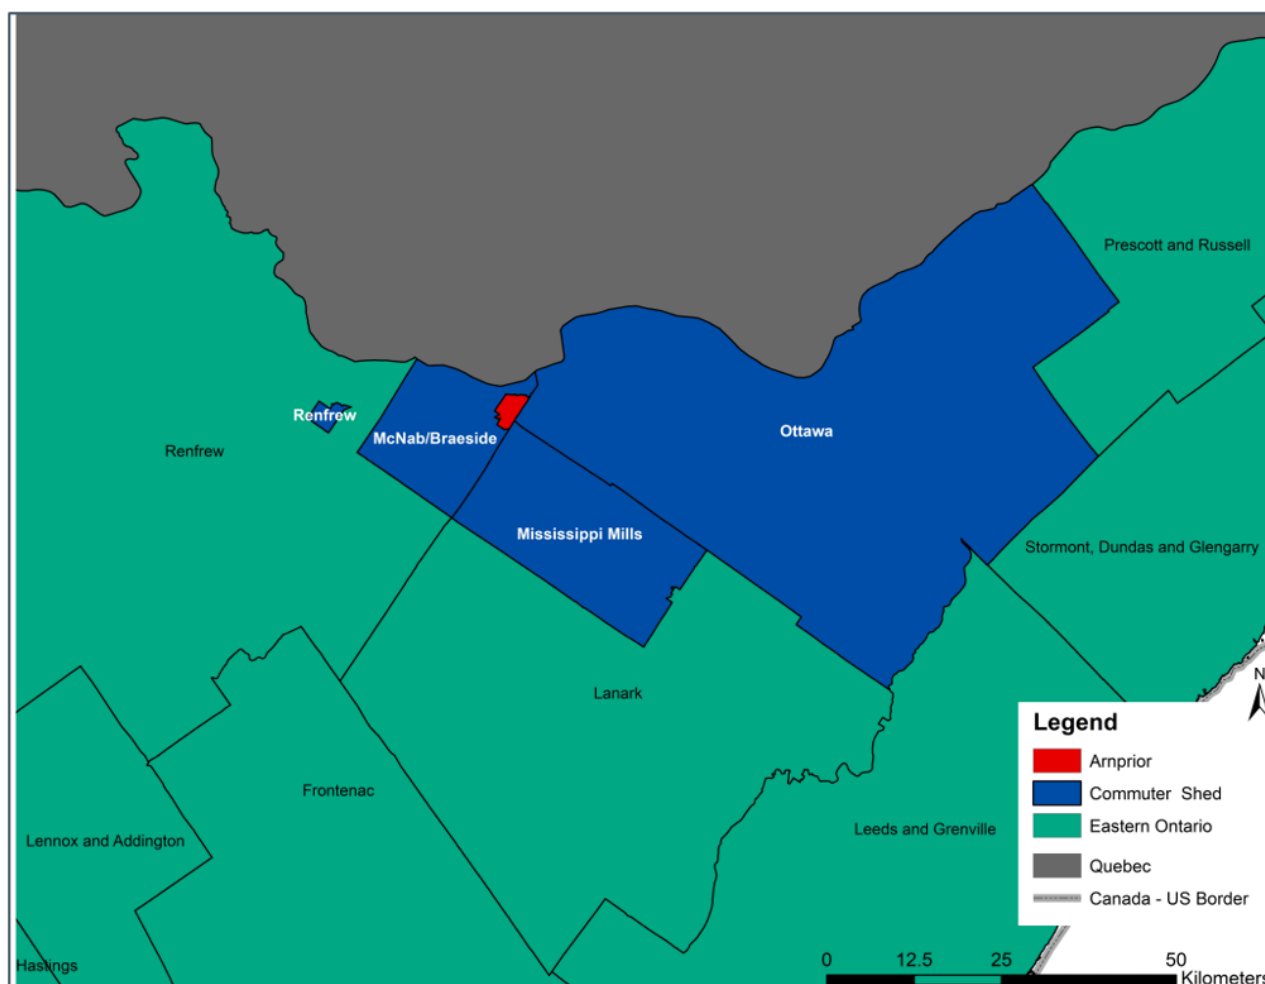 Prescott and Russell
Renfrew
McNab/Braeside
Ottawa
Renfrew
Mississippi Mills
Stormont, Dundas and Glengarry
Lanark
Frontenac
Leeds and Grenville
Lennox and Addington
Hastings
N
Legend
Arnprior
Commuter Shed
Eastern Ontario
Quebec
Canada - US Border
0 12.5 25 50
Kilometers